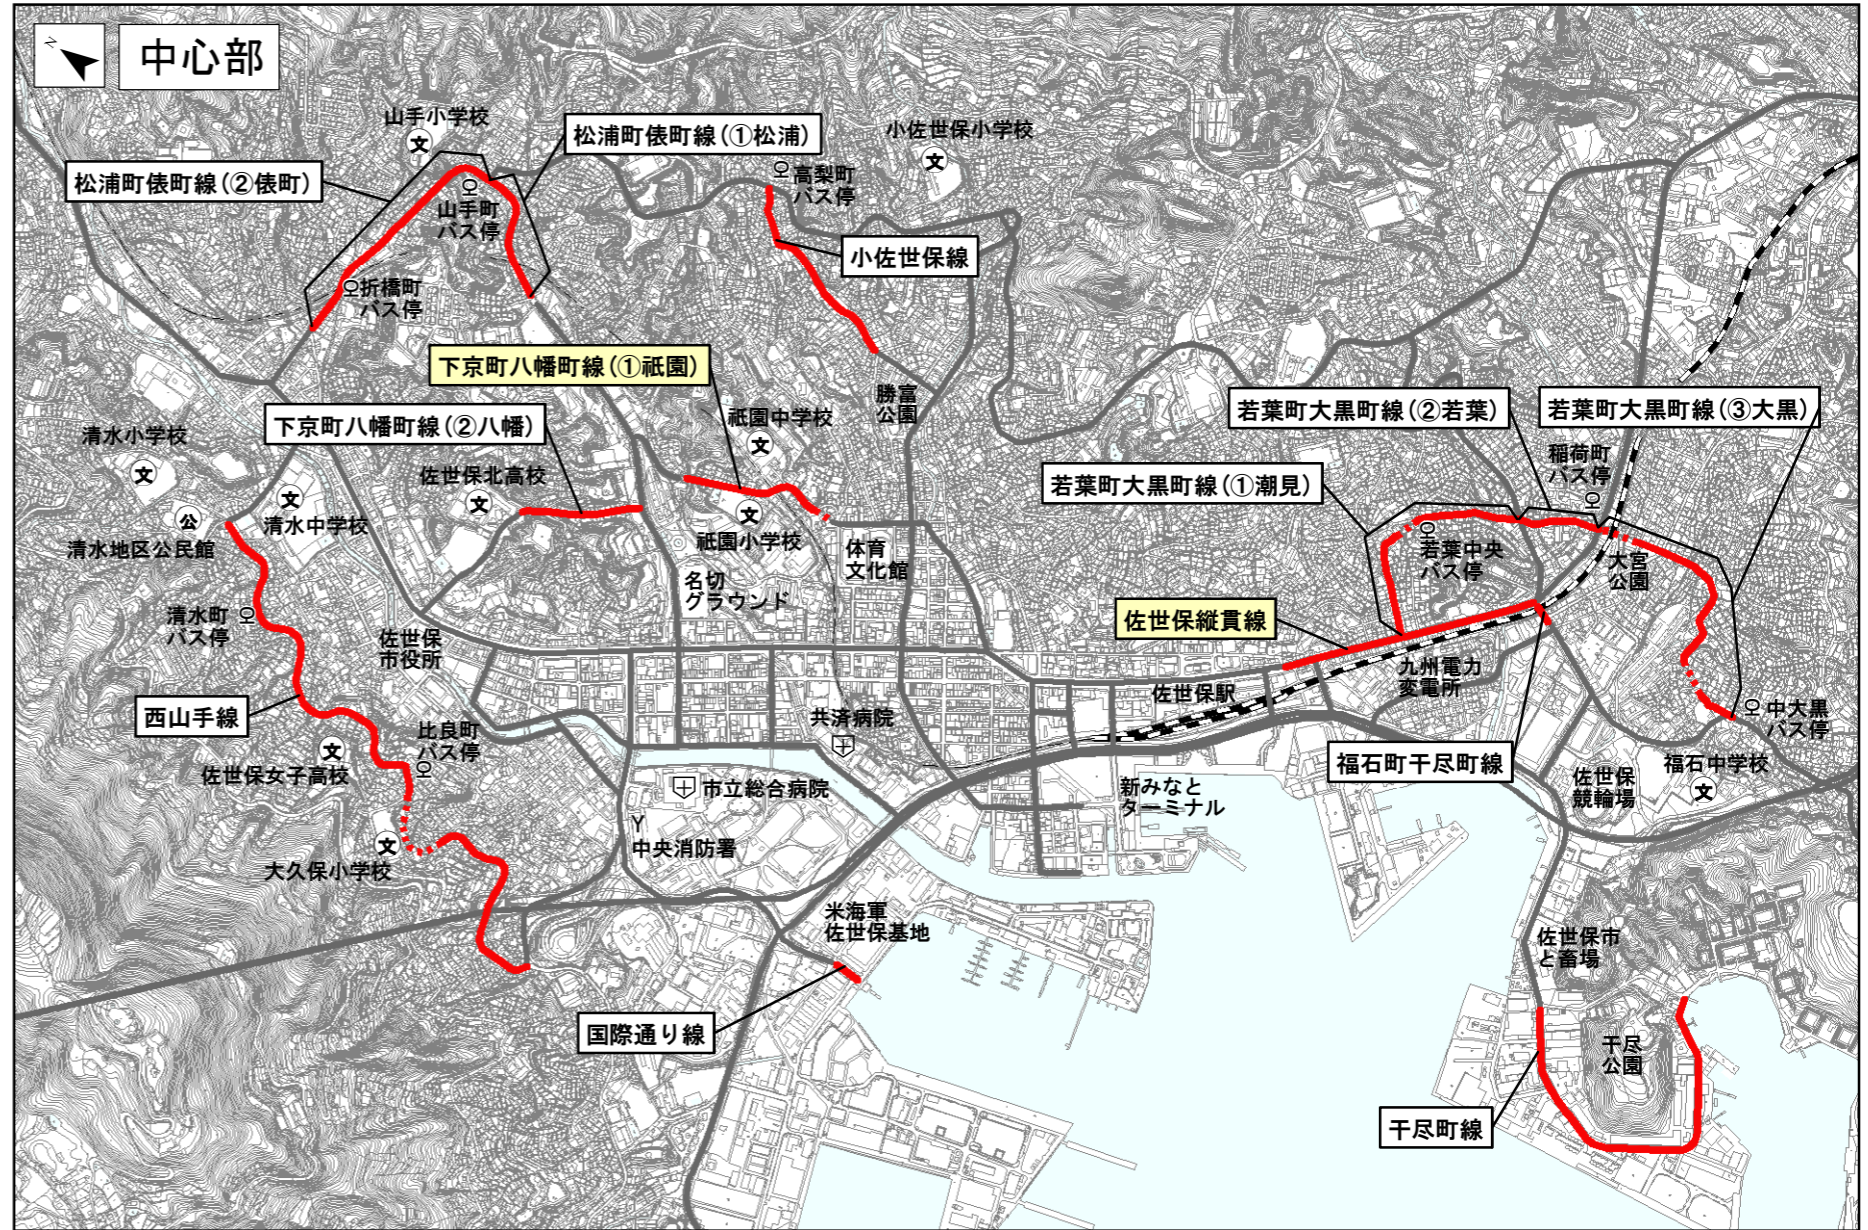 N
中心部
山手小学校
文
松浦町俵町線(①松浦)
小佐世保小学校
文
松浦町俵町線(②俵町)
山手町
バス停
高梨町
バス停
小佐世保線
折橋町
バス停
下京町八幡町線(①祇園)
勝富
公園
下京町八幡町線(②八幡)
祇園中学校
文
若葉町大黒町線(②若葉)
若葉町大黒町線(③大黒)
清水小学校
文
佐世保北高校
文
稲荷町
バス停
若葉町大黒町線(①潮見)
文
清水中学校
公
清水地区公民館
文
祇園小学校
体育
文化館
若葉中央
バス停
大宮
公園
名切
グラウンド
清水町
バス停
佐世保
市役所
佐世保縦貫線
九州電力
変電所
佐世保駅
西山手線
比良町
バス停
共済病院
中大黒
バス停
文
佐世保女子高校
福石町干尽町線
福石中学校
文
市立総合病院
新みなと
ターミナル
佐世保
競輪場
Y
中央消防署
文
大久保小学校
米海軍
佐世保基地
佐世保市
と畜場
国際通り線
干尽
公園
干尽町線